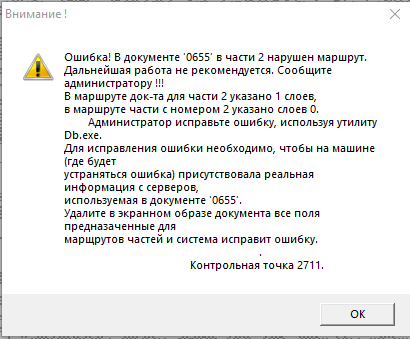 Внимание !
Ошибка! В документе '0655' в части 2 нарушен маршрут.
Дальнейшая работа не рекомендуется. Сообщите
администратору !!!
В маршруте док-та для части 2 указано 1 слоев,
в маршруте части с номером 2 указано слоев 0.
Администратор исправьте ошибку, используя утилиту
Db.exe.
Для исправления ошибки необходимо, чтобы на машине
(где будет
устраняться ошибка) присутствовала реальная
информация с серверов,
используемая в документе '0655'.
Удалите в экранном образе документа все поля
предназаченные для
марщрутов частей и система исправит ошибку.
.
Контрольная точка 2711.
OK